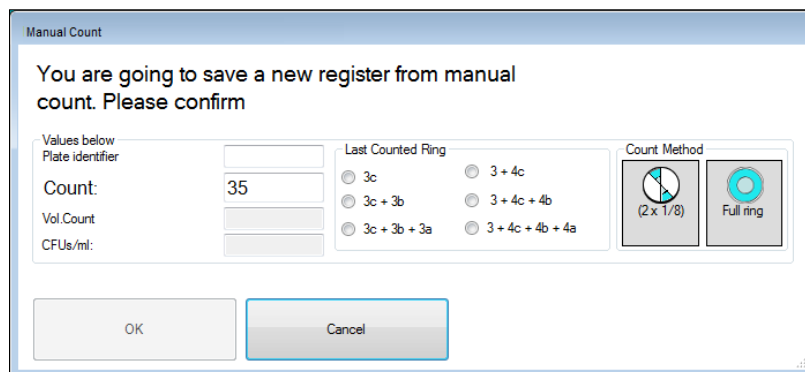 Manual Count
You are going to save a new register from manual
count. Please confirm
Values below
Plate identifier
Count:
35
Vol.Count
CFUs/ml:
Last Counted Ring
3c
3 + 4c
3c + 3b
3 + 4c + 4b
3c + 3b + 3a
3 + 4c + 4b + 4a
Count Method
(2 x 1/8)
Full ring
OK
Cancel